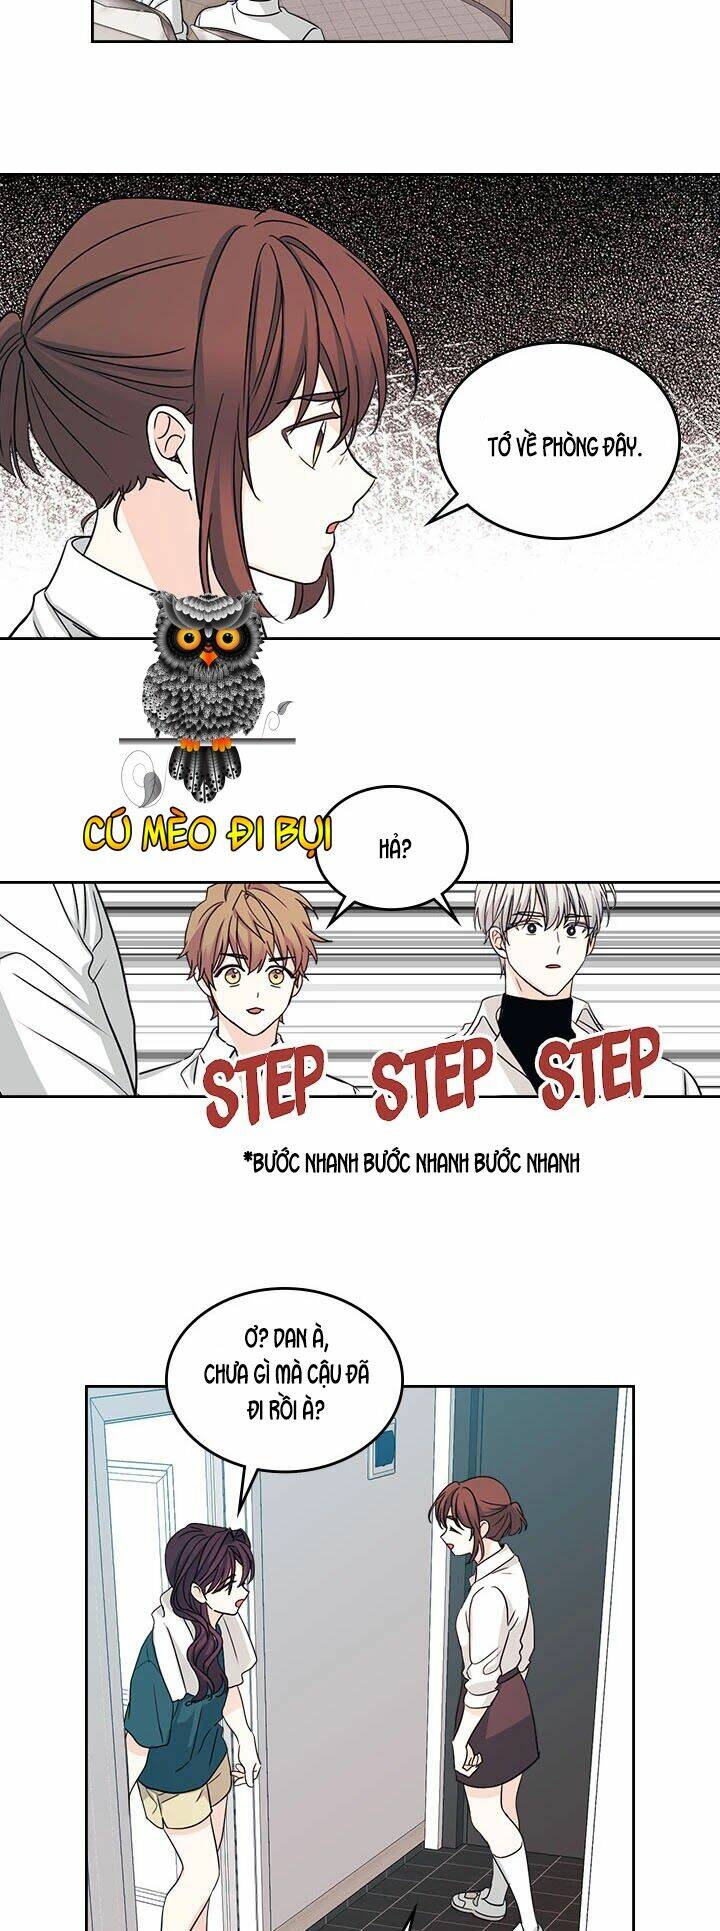 TỚ VỀ PHÒNG ĐÂY.
CÚ MÈO ĐI BỤI
HẢ?
STEP STEP STEP
*BƯỚC NHANH BƯỚC NHANH BƯỚC NHANH
Ơ? DAN À,
CHƯA GÌ MÀ CẬU ĐÃ
ĐI RỒI À?